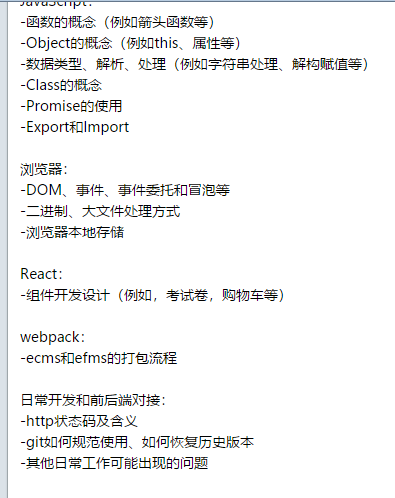 JavaScript：
-函数的概念（例如箭头函数等）
-Object的概念（例如this、属性等）
-数据类型、解析、处理（例如字符串处理、解构赋值等）
-Class的概念
-Promise的使用
-Export和Import
浏览器：
-DOM、事件、事件委托和冒泡等
-二进制、大文件处理方式
-浏览器本地存储
React：
-组件开发设计（例如，考试卷，购物车等）
webpack：
-ecms和efms的打包流程
日常开发和前后端对接：
-http状态码及含义
-git如何规范使用、如何恢复历史版本
-其他日常工作可能出现的问题